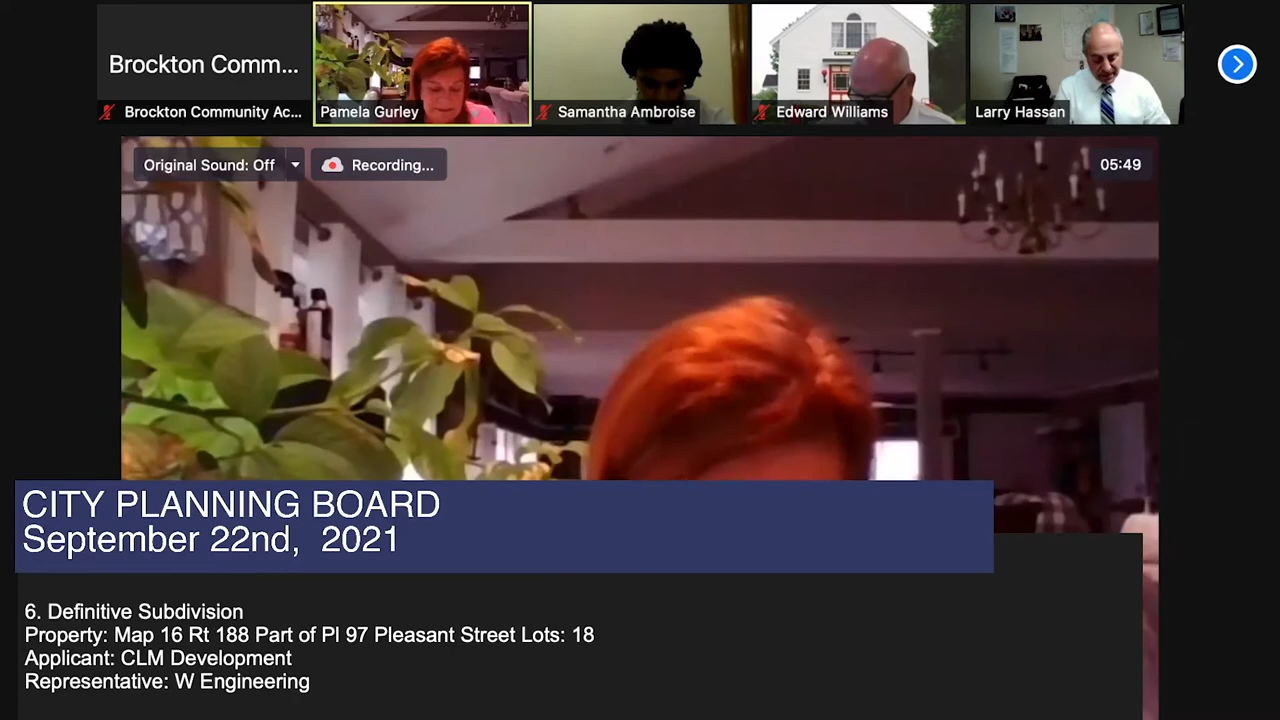 Brockton Comm...
Brockton Community Ac...
Pamela Gurley
Samantha Ambroise
Edward Williams
Larry Hassan
Original Sound: Off
Recording...
05:49
CITY PLANNING BOARD
September 22nd, 2021
6. Definitive Subdivision
Property: Map 16 Rt 188 Part of Pl 97 Pleasant Street Lots: 18
Applicant: CLM Development
Representative: W Engineering